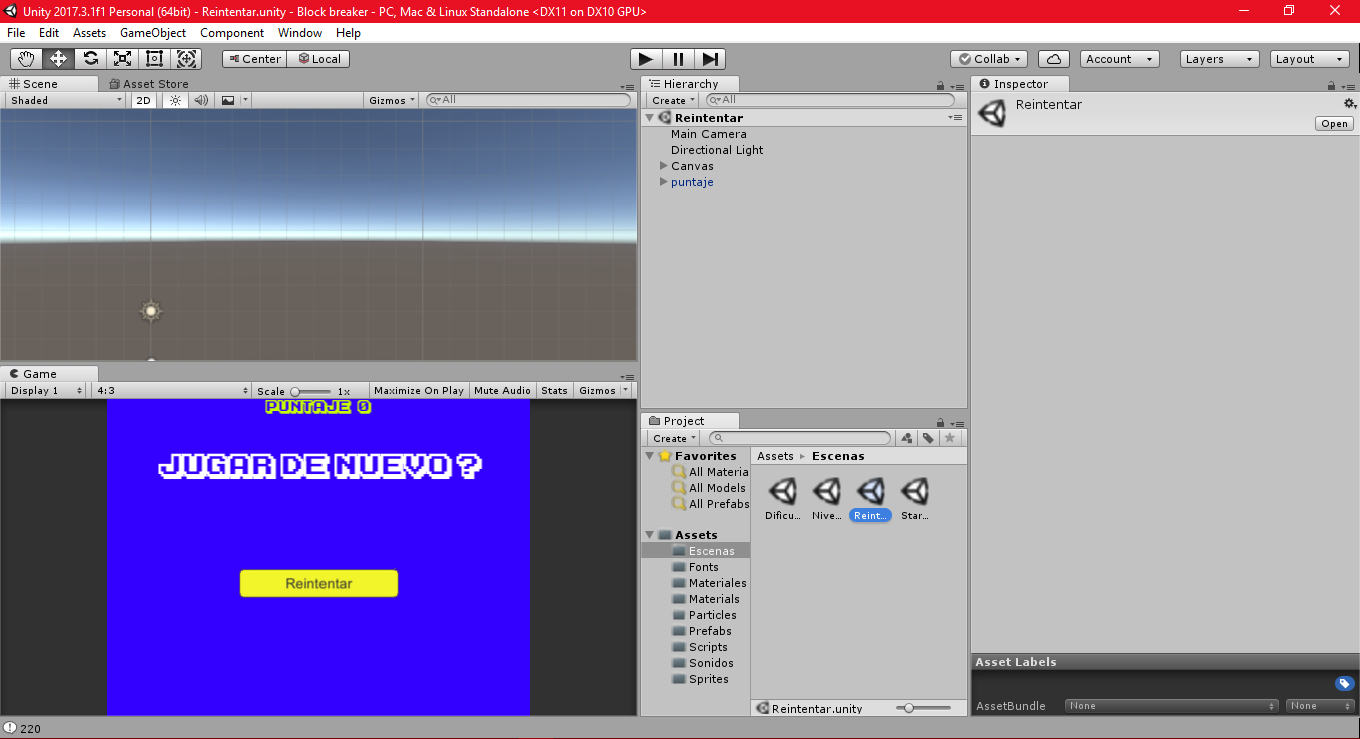 Unity 2017.3.1f1 Personal (64bit) - Reintentar.unity - Block breaker - PC, Mac & Linux Standalone <DX11 on DX10 GPU>
File Edit Assets GameObject Component Window Help
Center Local Collab Account Layers Layout
Scene Asset Store
Shaded 2D Gizmos All
Hierarchy
Create All
Reintentar
Main Camera
Directional Light
Canvas
puntaje
Inspector
Reintentar
Open
Game
Display 1 4:3 Scale 1x Maximize On Play Mute Audio Stats Gizmos
PUNTAJE 0
JUGAR DE NUEVO ?
Reintentar
Project
Create
Favorites
All Materia
All Models
All Prefabs
Assets
Escenas
Fonts
Materiales
Materials
Particles
Prefabs
Scripts
Sonidos
Sprites
Assets Escenas
Dificu... Nive... Reint... Star...
Reintentar.unity
Asset Labels
AssetBundle None None
220